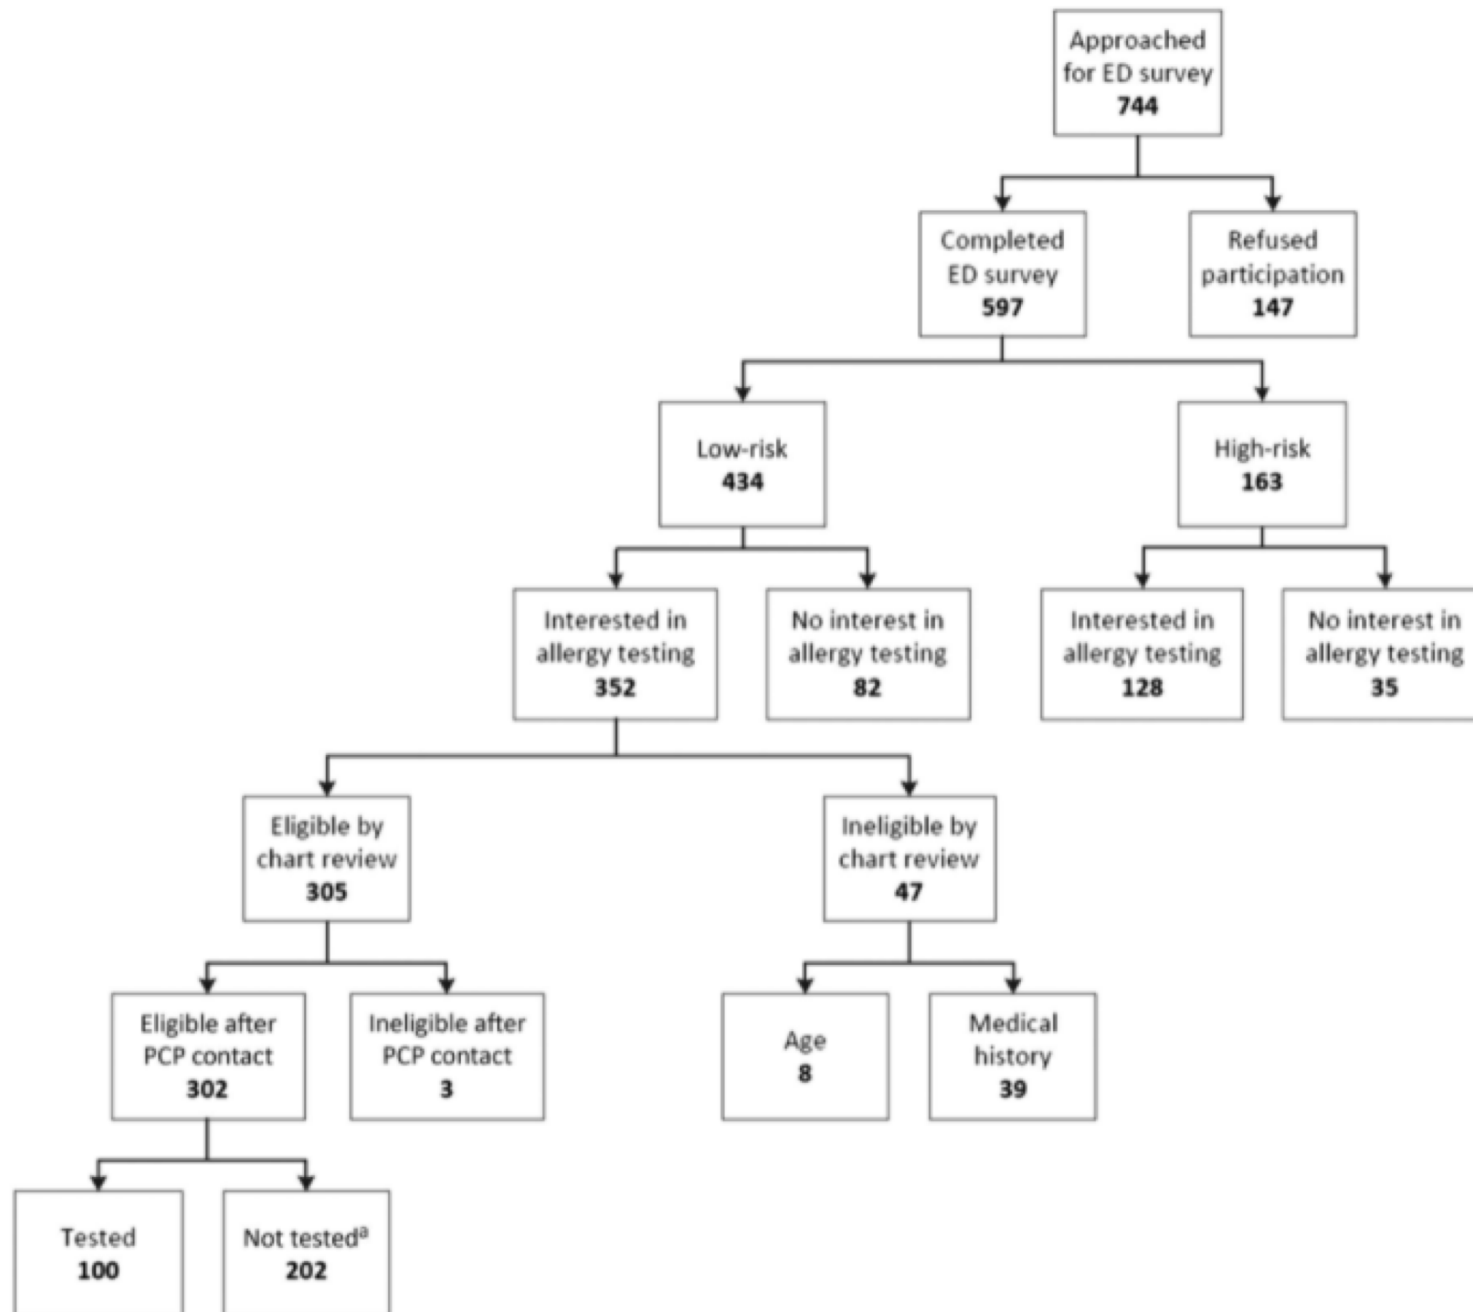 Approached
for ED survey
744
Completed
ED survey
597
Refused
participation
147
Low-risk
434
High-risk
163
Interested in
allergy testing
352
No interest in
allergy testing
82
Interested in
allergy testing
128
No interest in
allergy testing
35
Eligible by
chart review
305
Ineligible by
chart review
47
Eligible after
PCP contact
302
Ineligible after
PCP contact
3
Age
8
Medical
history
39
Tested
100
Not testedᵃ
202